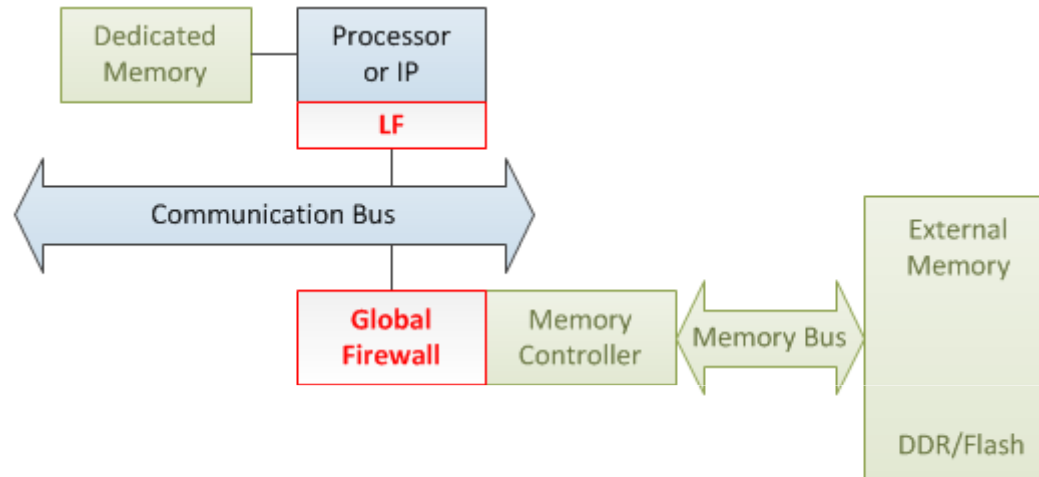 Dedicated
Memory
Processor
or IP
LF
Communication Bus
Global
Firewall
Memory
Controller
Memory Bus
External
Memory
DDR/Flash